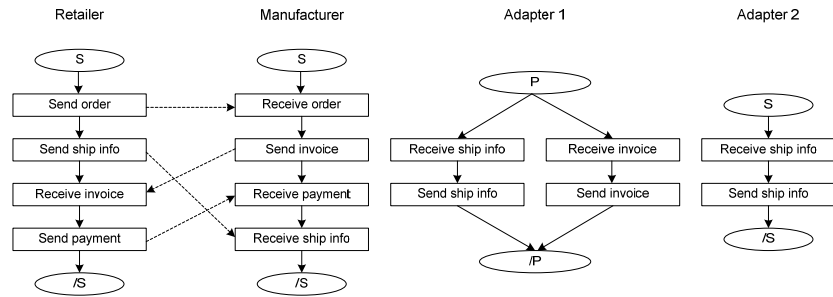 Retailer
Manufacturer
Adapter 1
Adapter 2
S
Send order
Send ship info
Receive invoice
Send payment
/S
S
Receive order
Send invoice
Receive payment
Receive ship info
/S
P
Receive ship info
Send ship info
Receive invoice
Send invoice
/P
S
Receive ship info
Send ship info
/S